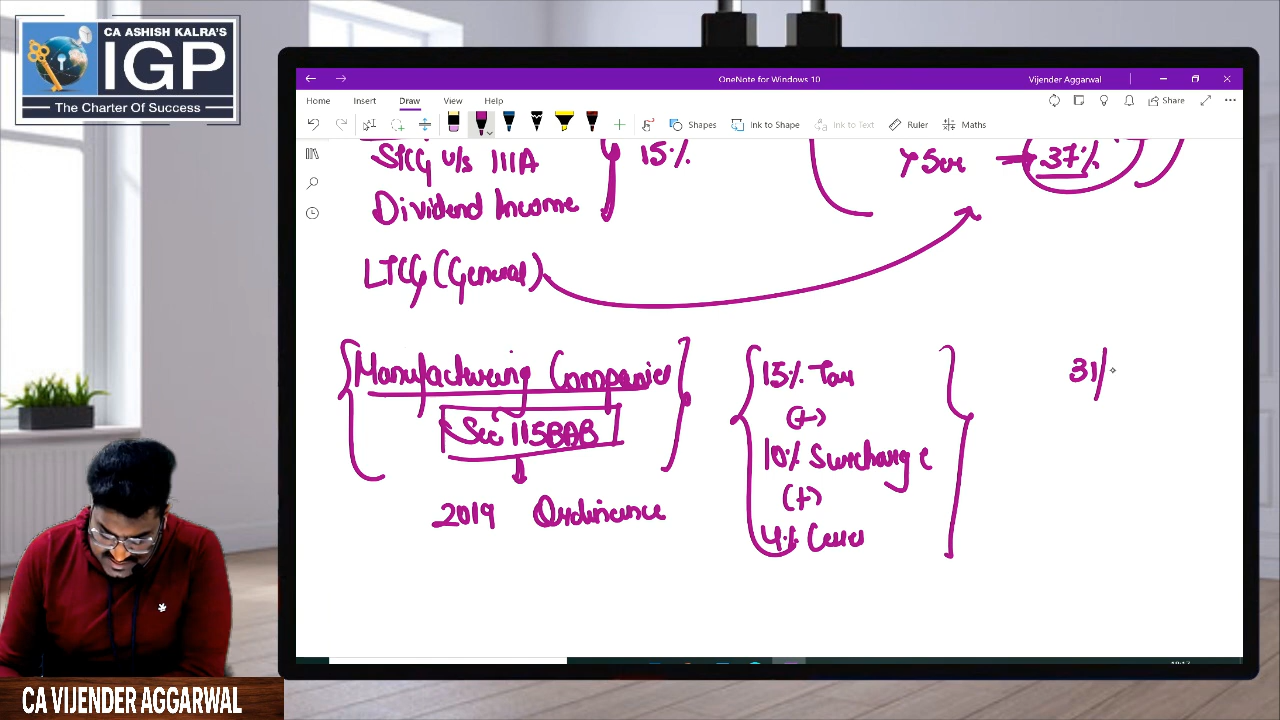 CA ASHISH KALRA'S
IGP
The Charter Of Success
OneNote for Windows 10
Vijender Aggarwal
Home Insert Draw View Help
Share
Shapes Ink to Shape Ink to Text Ruler Maths
STCG u/s 111A 15%
Dividend Income
37%
LTCG (General)
Manufacturing Companies
Sec 115BAB
2019 Ordinance
15% Tax
(+)
10% Surcharge
(+)
4% Cess
31/
CA VIJENDER AGGARWAL